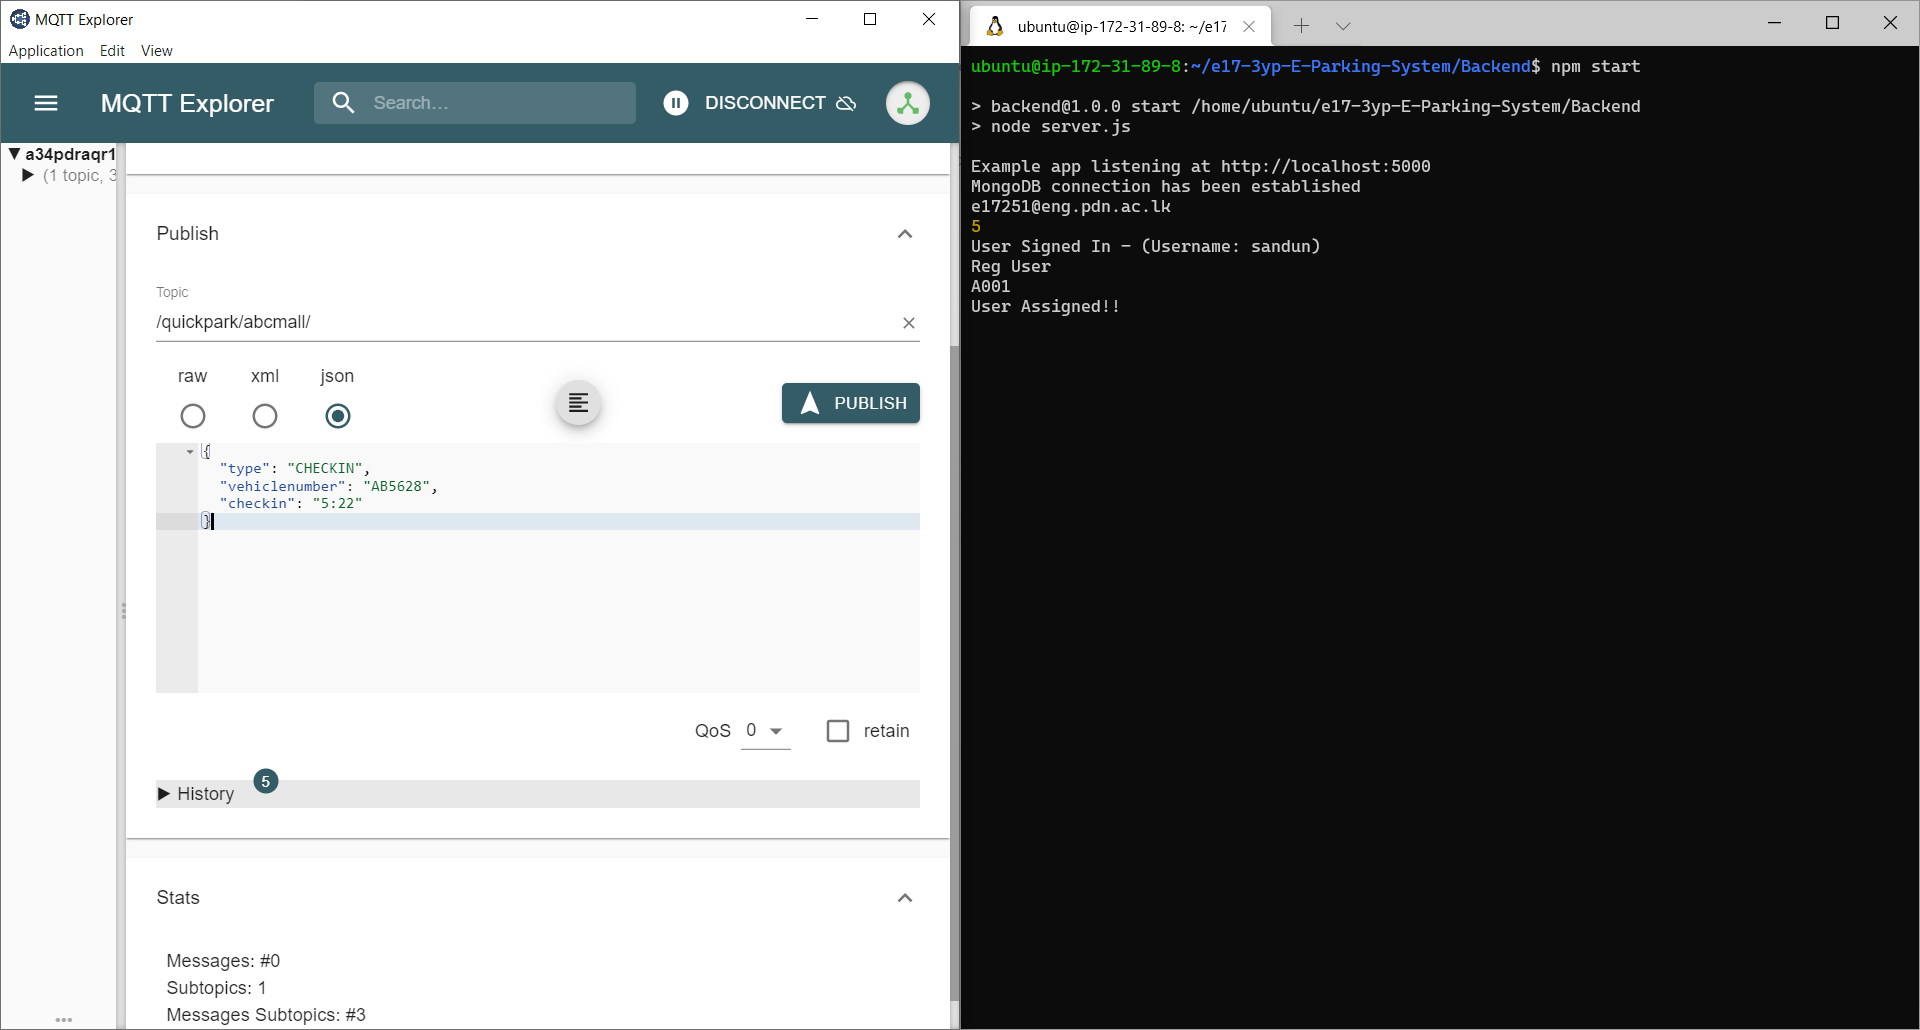 MQTT Explorer
Application Edit View
MQTT Explorer
Search...
DISCONNECT
a34pdraqr1
(1 topic, 3
Publish
Topic
/quickpark/abcmall/
raw xml json
PUBLISH
{
"type": "CHECKIN",
"vehiclenumber": "AB5628",
"checkin": "5:22"
}
QoS 0 retain
History 5
Stats
Messages: #0
Subtopics: 1
Messages Subtopics: #3
ubuntu@ip-172-31-89-8: ~/e17
ubuntu@ip-172-31-89-8:~/e17-3yp-E-Parking-System/Backend$ npm start
> backend@1.0.0 start /home/ubuntu/e17-3yp-E-Parking-System/Backend
> node server.js
Example app listening at http://localhost:5000
MongoDB connection has been established
e17251@eng.pdn.ac.lk
5
User Signed In - (Username: sandun)
Reg User
A001
User Assigned!!